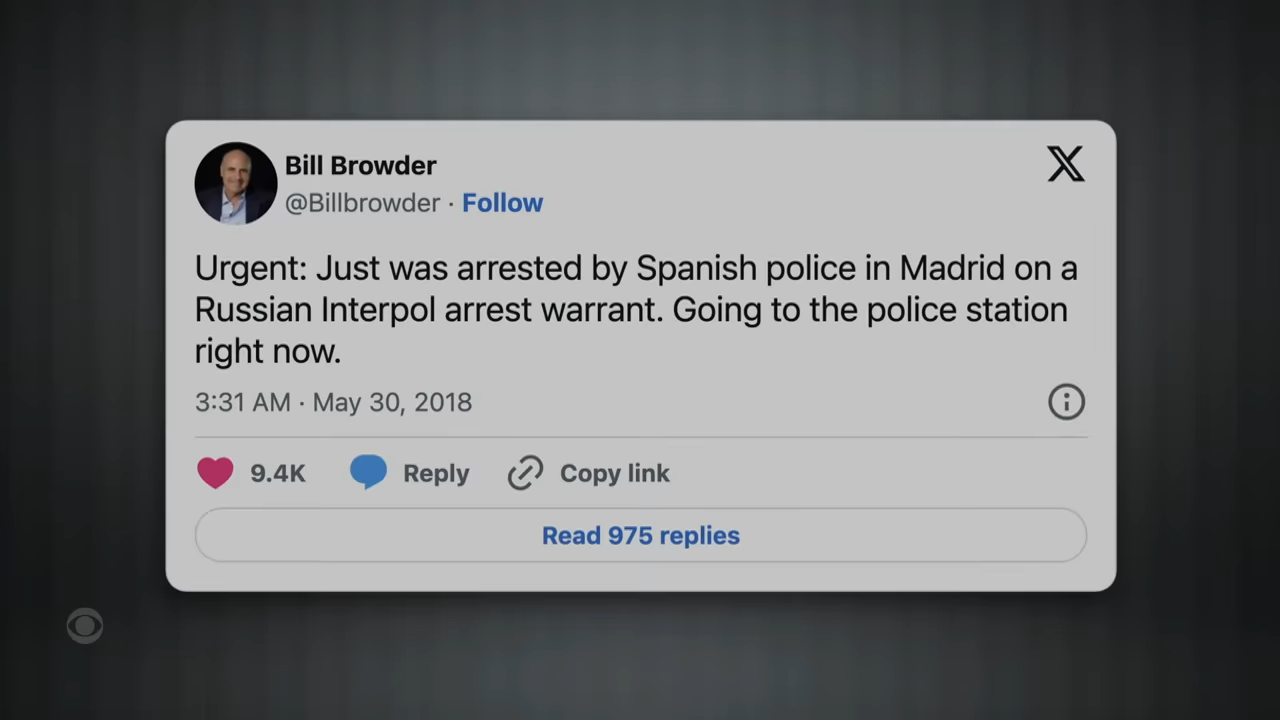 Bill Browder
@Billbrowder · Follow
Urgent: Just was arrested by Spanish police in Madrid on a
Russian Interpol arrest warrant. Going to the police station
right now.
3:31 AM · May 30, 2018
9.4K Reply Copy link
Read 975 replies